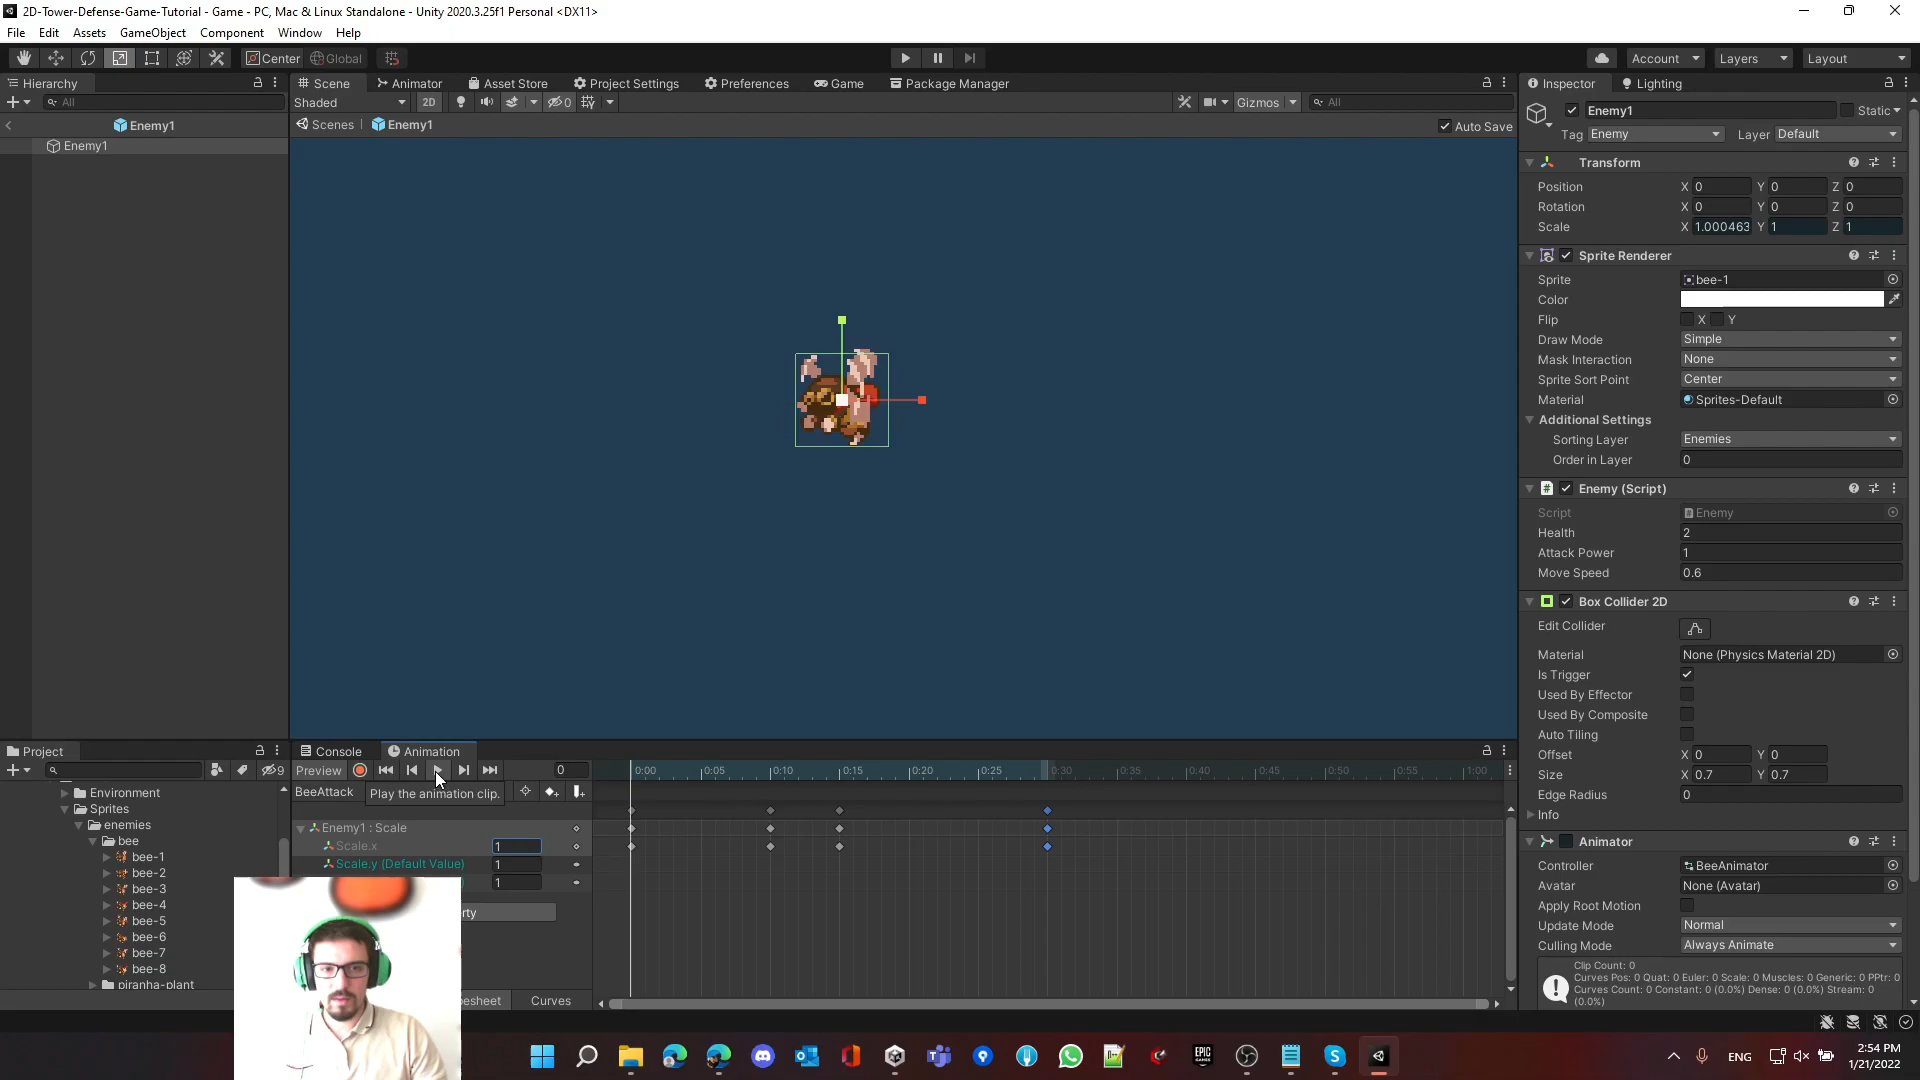 2D-Tower-Defense-Game-Tutorial - Game - PC, Mac & Linux Standalone - Unity 2020.3.25f1 Personal <DX11>
File Edit Assets GameObject Component Window Help
Center Global Account Layers Layout
Hierarchy
All
Enemy1
Enemy1
Scene Animator Asset Store Project Settings Preferences Game Package Manager
Shaded 2D 0 Gizmos All
Scenes Enemy1 Auto Save
Inspector Lighting
Enemy1 Static
Tag Enemy Layer Default
Transform
Position X 0 Y 0 Z 0
Rotation X 0 Y 0 Z 0
Scale X 1.000463 Y 1 Z 1
Sprite Renderer
Sprite bee-1
Color
Flip X Y
Draw Mode Simple
Mask Interaction None
Sprite Sort Point Center
Material Sprites-Default
Additional Settings
Sorting Layer Enemies
Order in Layer 0
Enemy (Script)
Script Enemy
Health 2
Attack Power 1
Move Speed 0.6
Box Collider 2D
Edit Collider
Material None (Physics Material 2D)
Is Trigger
Used By Effector
Used By Composite
Auto Tiling
Offset X 0 Y 0
Size X 0.7 Y 0.7
Edge Radius 0
Info
Animator
Controller BeeAnimator
Avatar None (Avatar)
Apply Root Motion
Update Mode Normal
Culling Mode Always Animate
Clip Count: 0
Curves Pos: 0 Quat: 0 Euler: 0 Scale: 0 Muscles: 0 Generic: 0 PPtr: 0
Curves Count: 0 Constant: 0 (0.0%) Dense: 0 (0.0%) Stream: 0
(0.0%)
Project
9
Environment
Sprites
enemies
bee
bee-1
bee-2
bee-3
bee-4
bee-5
bee-6
bee-7
bee-8
piranha-plant
Console Animation
Preview 0 0:00 0:05 0:10 0:15 0:20 0:25 0:30 0:35 0:40 0:45 0:50 0:55 1:00
BeeAttack Play the animation clip.
Enemy1 : Scale
Scale.x 1
Scale.y (Default Value) 1
) 1
rty
esheet Curves
ENG 2:54 PM
1/21/2022
EPIC
GAMES